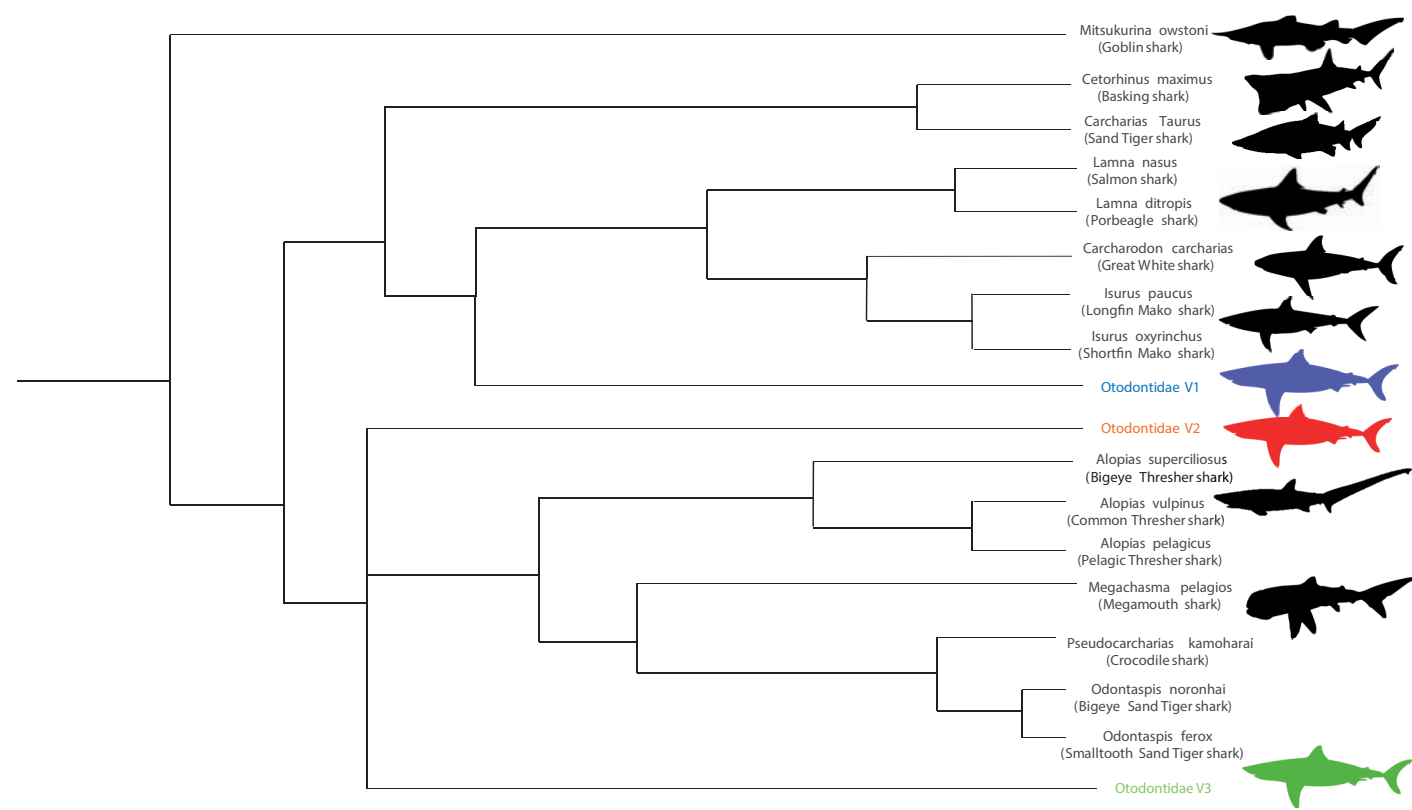 Mitsukurina owstoni
(Goblin shark)
Cetorhinus maximus
(Basking shark)
Carcharias Taurus
(Sand Tiger shark)
Lamna nasus
(Salmon shark)
Lamna ditropis
(Porbeagle shark)
Carcharodon carcharias
(Great White shark)
Isurus paucus
(Longfin Mako shark)
Isurus oxyrinchus
(Shortfin Mako shark)
Otodontidae V1
Otodontidae V2
Alopias superciliosus
(Bigeye Thresher shark)
Alopias vulpinus
(Common Thresher shark)
Alopias pelagicus
(Pelagic Thresher shark)
Megachasma pelagios
(Megamouth shark)
Pseudocarcharias kamoharai
(Crocodile shark)
Odontaspis noronhai
(Bigeye Sand Tiger shark)
Odontaspis ferox
(Smalltooth Sand Tiger shark)
Otodontidae V3